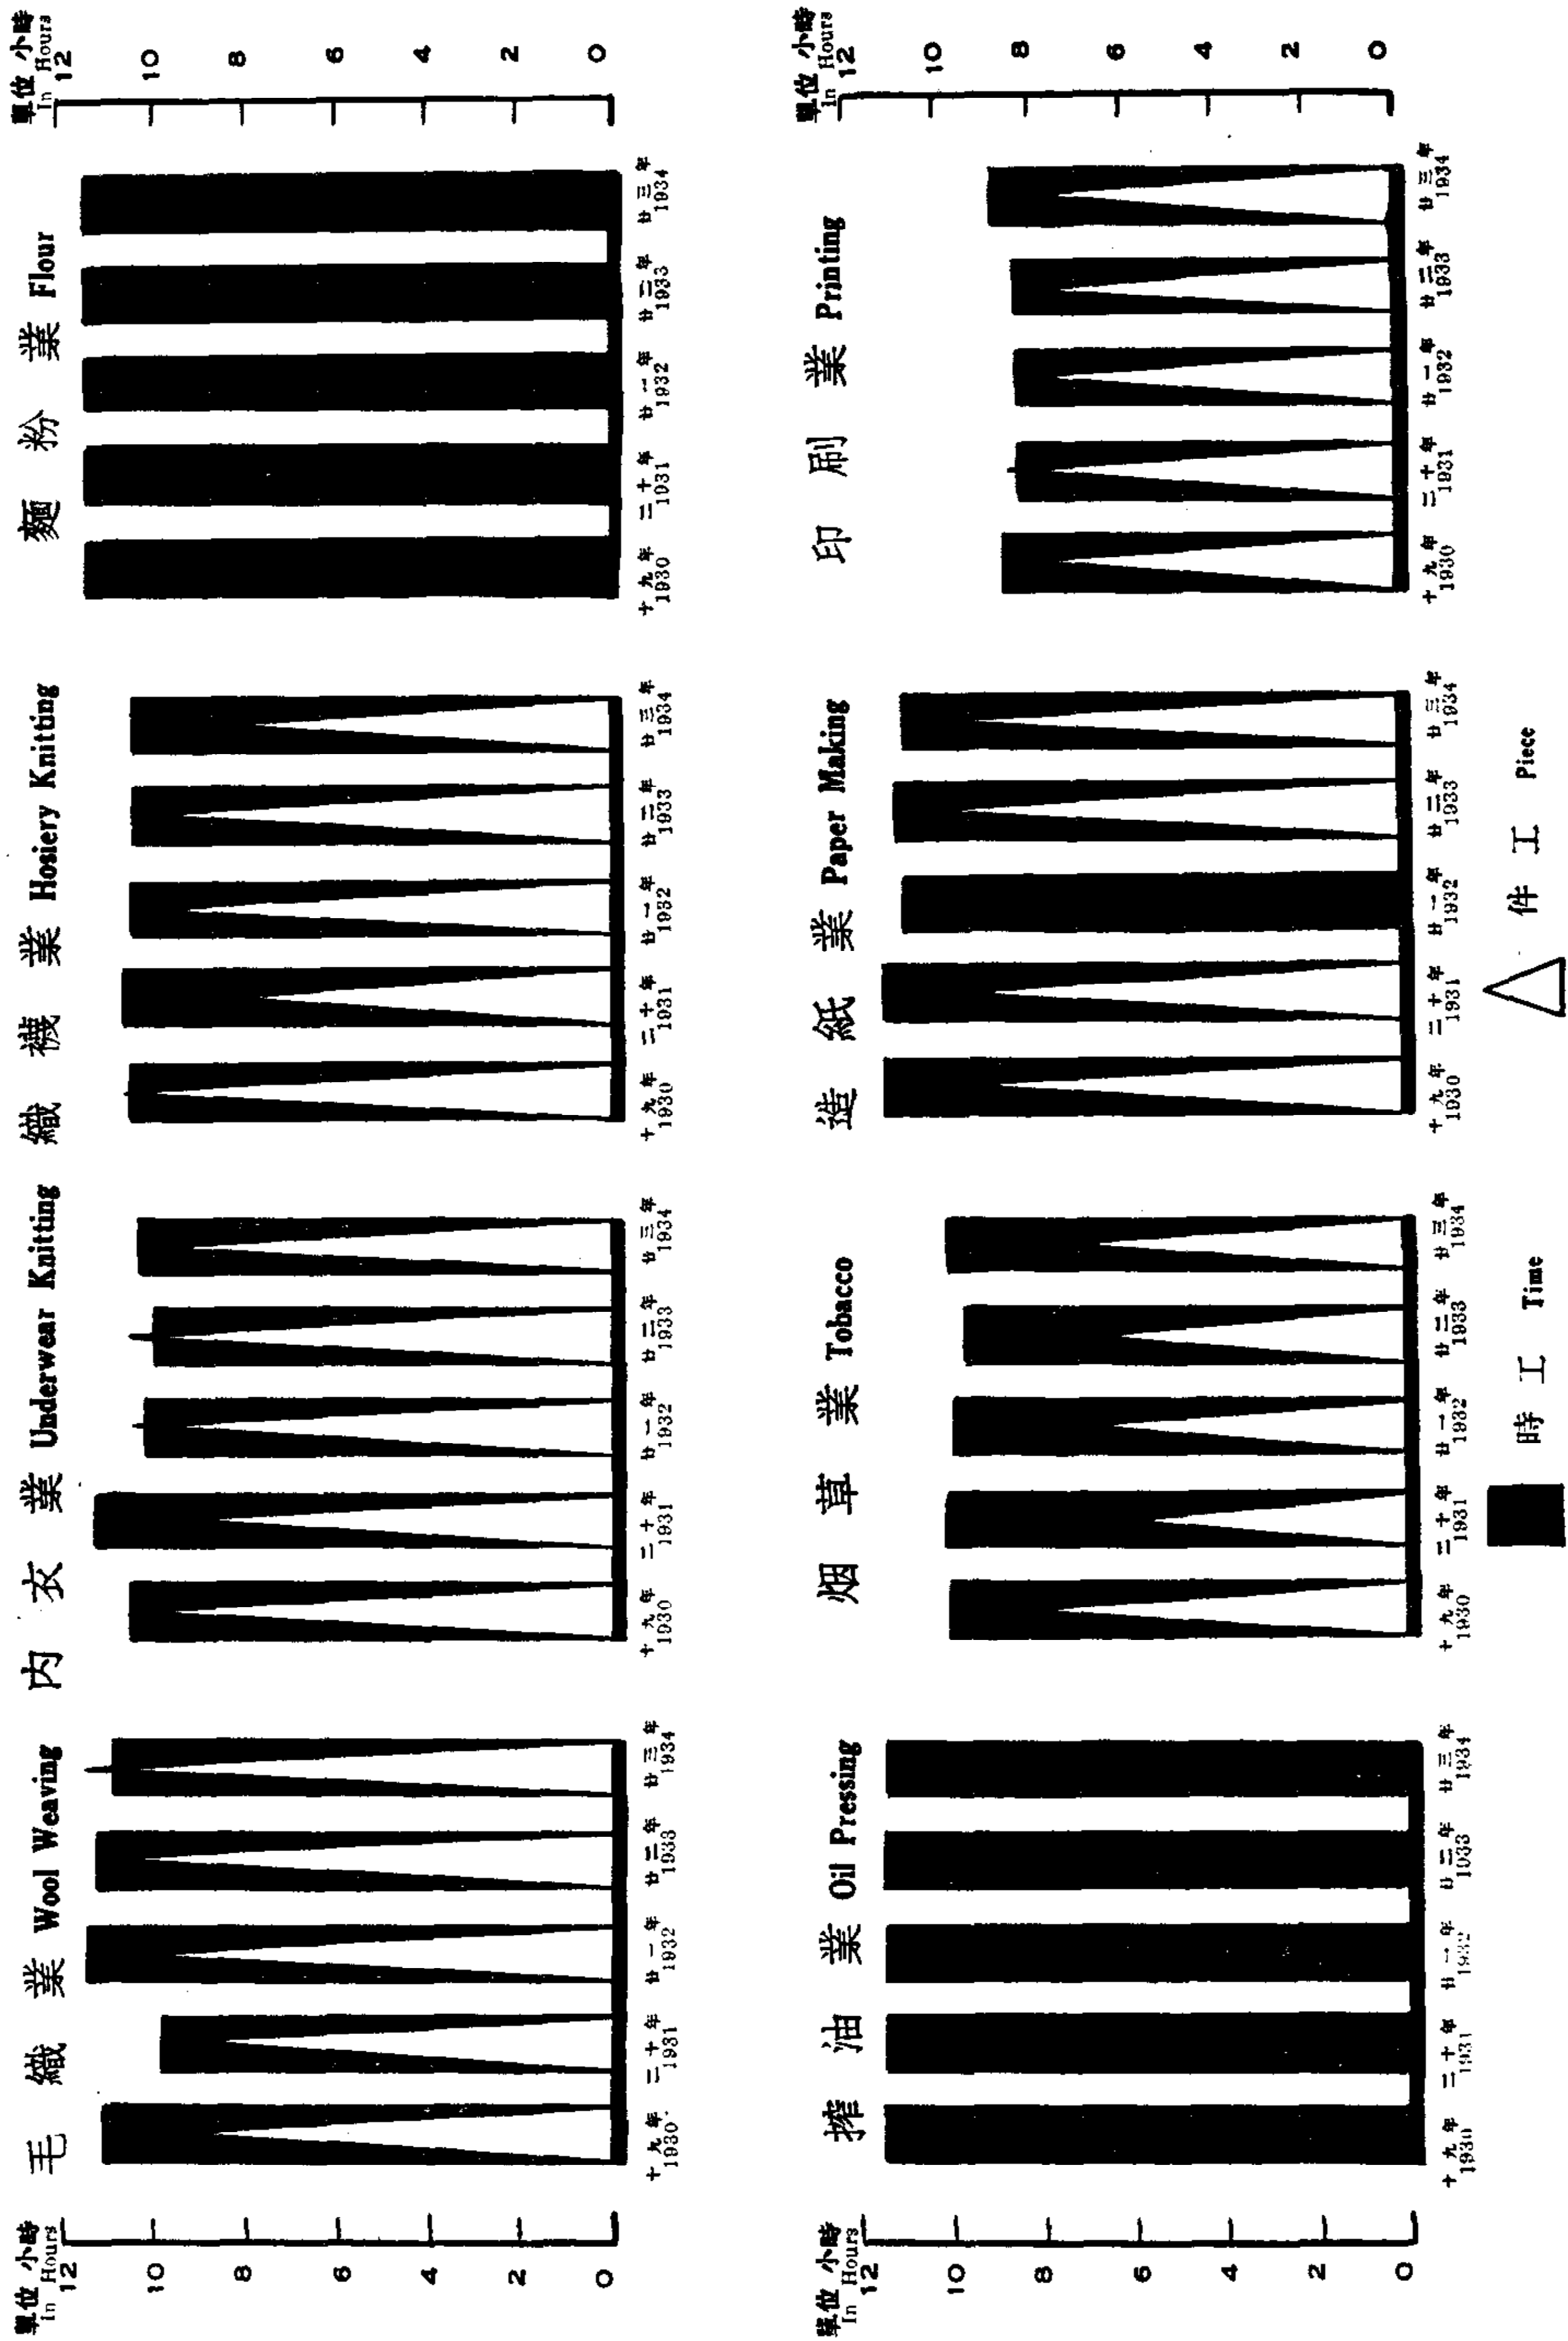 單位 小時
In Hours
12
10
8
6
4
2
0
毛織業 Wool Weaving
十九年 1930
二十年 1931
廿一年 1932
廿二年 1933
廿三年 1934
內衣業 Underwear Knitting
十九年 1930
二十年 1931
廿一年 1932
廿二年 1933
廿三年 1934
織襪業 Hosiery Knitting
十九年 1930
二十年 1931
廿一年 1932
廿二年 1933
廿三年 1934
麵粉業 Flour
十九年 1930
二十年 1931
廿一年 1932
廿二年 1933
廿三年 1934
單位 小時
In Hours
12
10
8
6
4
2
0
單位 小時
In Hours
12
10
8
6
4
2
0
搾油業 Oil Pressing
十九年 1930
二十年 1931
廿一年 1932
廿二年 1933
廿三年 1934
烟草業 Tobacco
十九年 1930
二十年 1931
廿一年 1932
廿二年 1933
廿三年 1934
造紙業 Paper Making
十九年 1930
二十年 1931
廿一年 1932
廿二年 1933
廿三年 1934
印刷業 Printing
十九年 1930
二十年 1931
廿一年 1932
廿二年 1933
廿三年 1934
單位 小時
In Hours
12
10
8
6
4
2
0
時工 Time
件工 Piece